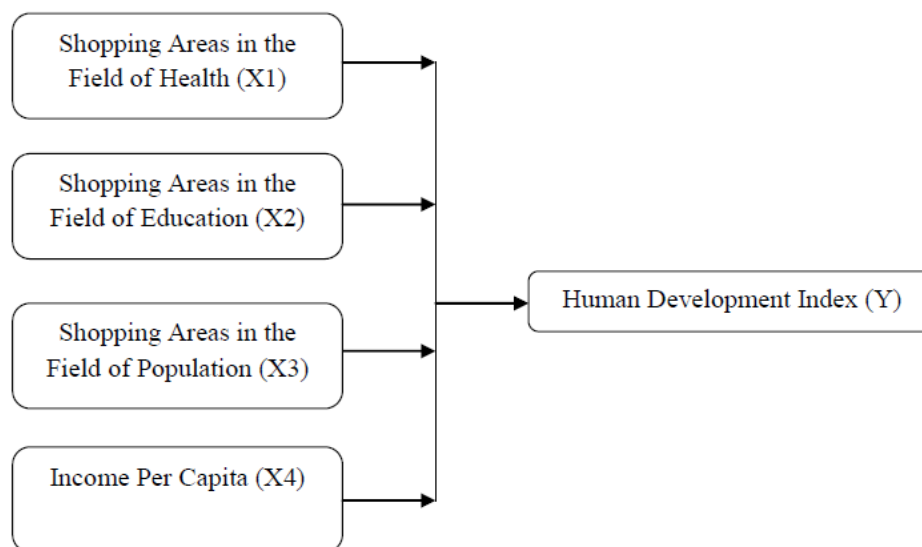 Shopping Areas in the
Field of Health (X1)
Shopping Areas in the
Field of Education (X2)
Shopping Areas in the
Field of Population (X3)
Income Per Capita (X4)
Human Development Index (Y)